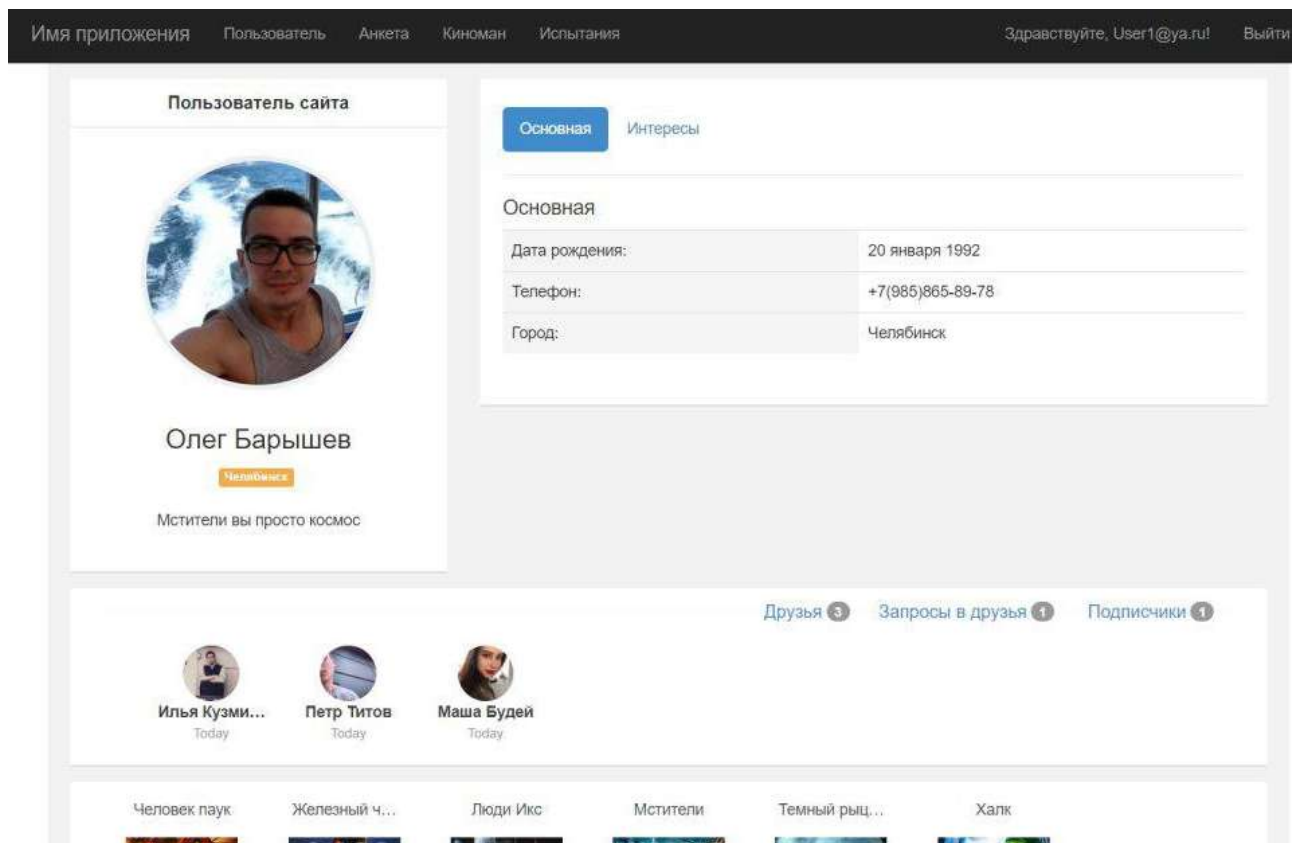 Имя приложения Пользователь Анкета Киноман Испытания Здравствуйте, User1@ya.ru! Выйти
Пользователь сайта
Олег Барышев
Челябинск
Мстители вы просто космос
Основная Интересы
Основная
Дата рождения: 20 января 1992
Телефон: +7(985)865-89-78
Город: Челябинск
Друзья 3 Запросы в друзья 1 Подписчики 1
Илья Кузми... Петр Титов Маша Будей
Today Today Today
Человек паук Железный ч... Люди Икс Мстители Темный рыц... Халк